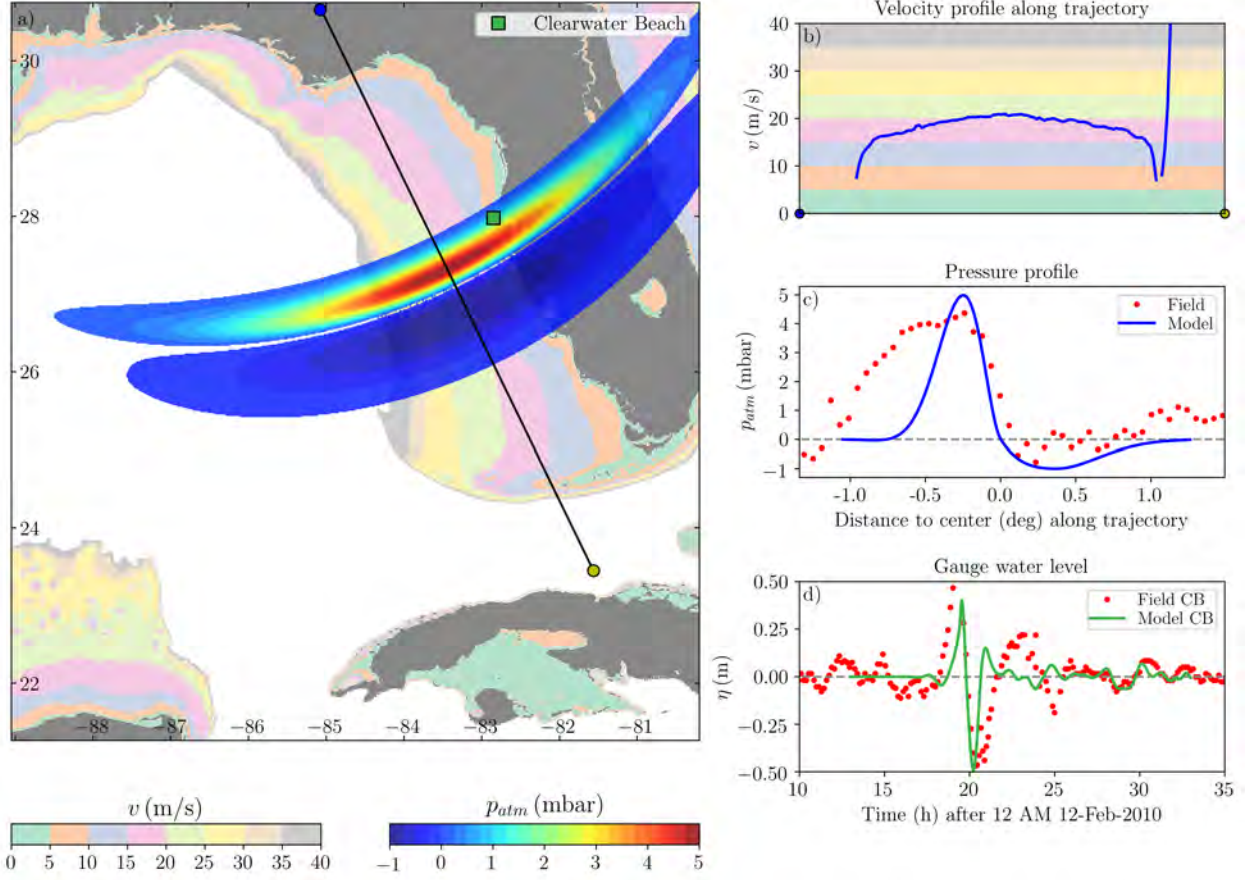 a)
Clearwater Beach
30
28
26
24
22
−88
−87
−86
−85
−84
−83
−82
−81
v (m/s)
0 5 10 15 20 25 30 35 40
p_atm (mbar)
−1 0 1 2 3 4 5
Velocity profile along trajectory
b)
v (m/s)
40
30
20
10
0
Pressure profile
c)
Field
Model
p_atm (mbar)
5
4
3
2
1
0
−1
-1.0 -0.5 0.0 0.5 1.0
Distance to center (deg) along trajectory
Gauge water level
d)
Field CB
Model CB
η (m)
0.50
0.25
0.00
−0.25
−0.50
10 15 20 25 30 35
Time (h) after 12 AM 12-Feb-2010